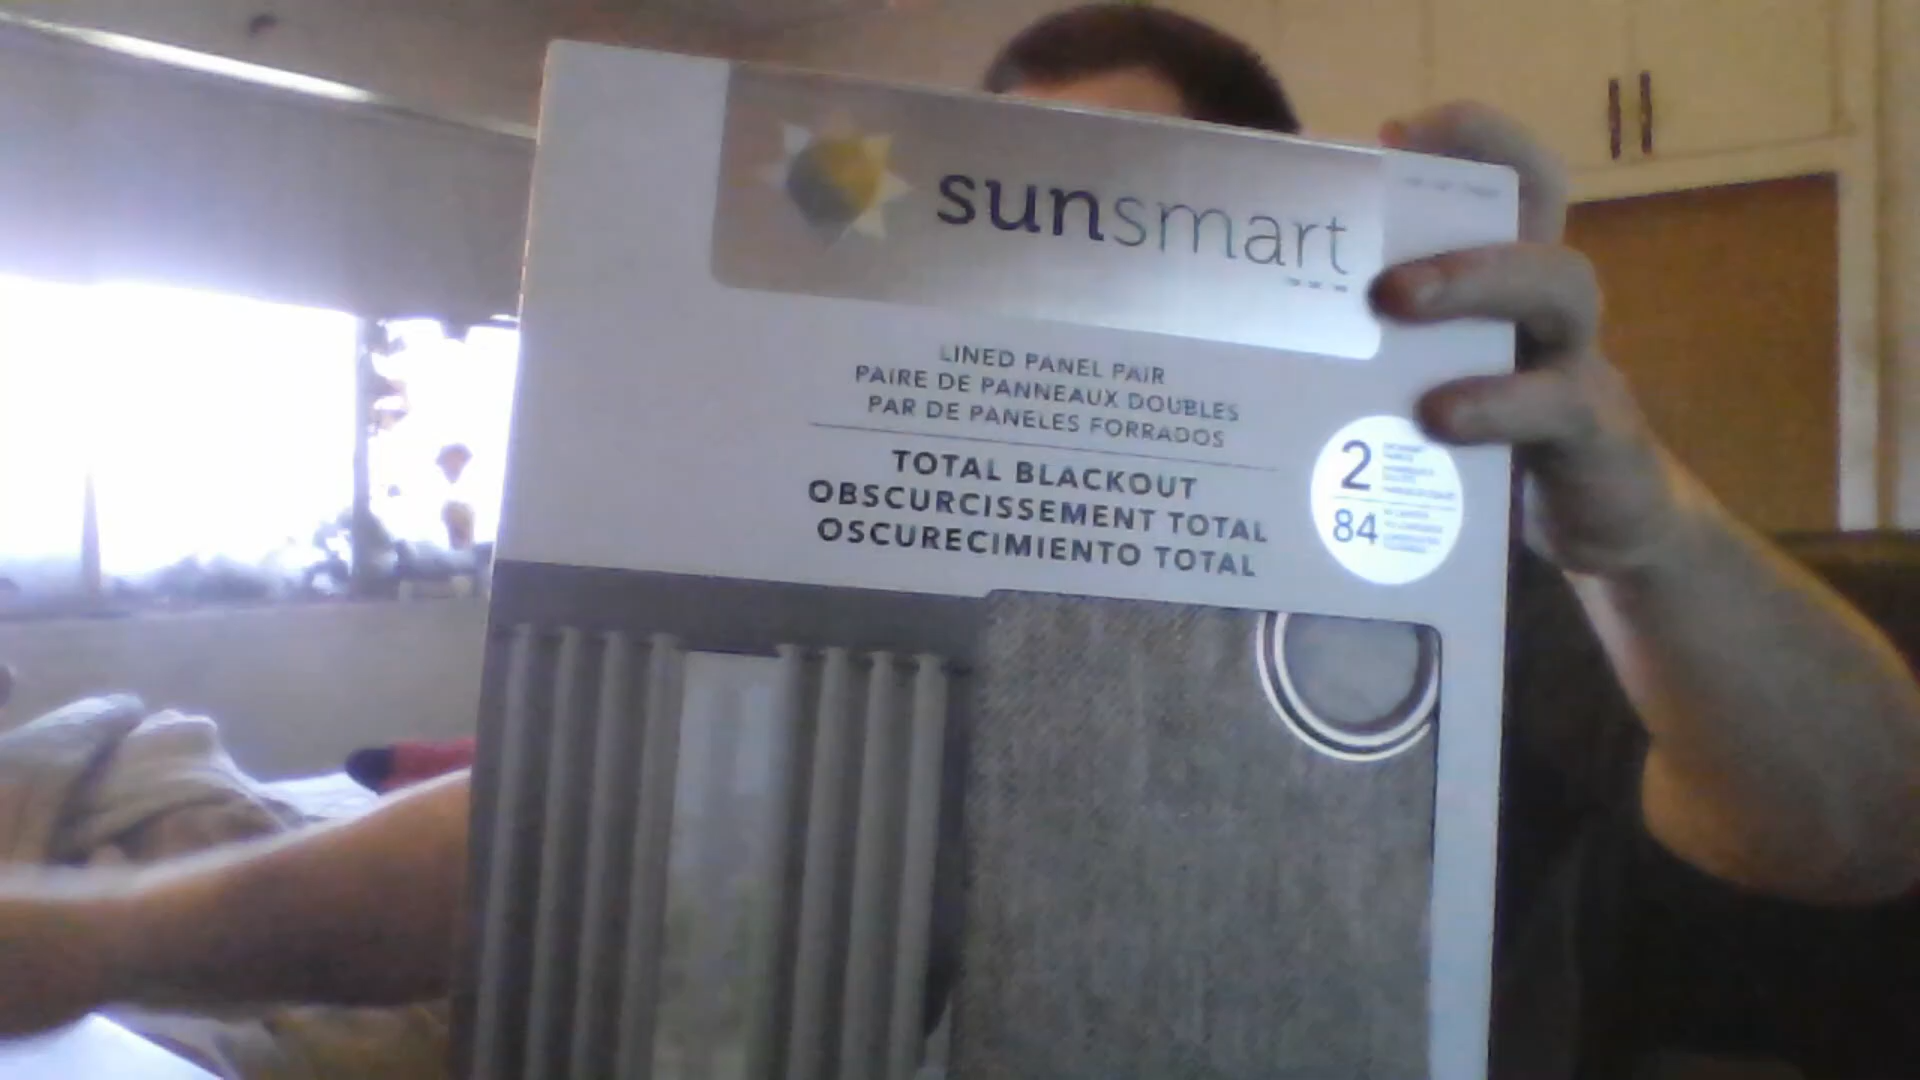 sunsmart
LINED PANEL PAIR
PAIRE DE PANNEAUX DOUBLES
PAR DE PANELES FORRADOS
TOTAL BLACKOUT
OBSCURCISSEMENT TOTAL
OSCURECIMIENTO TOTAL
2
84